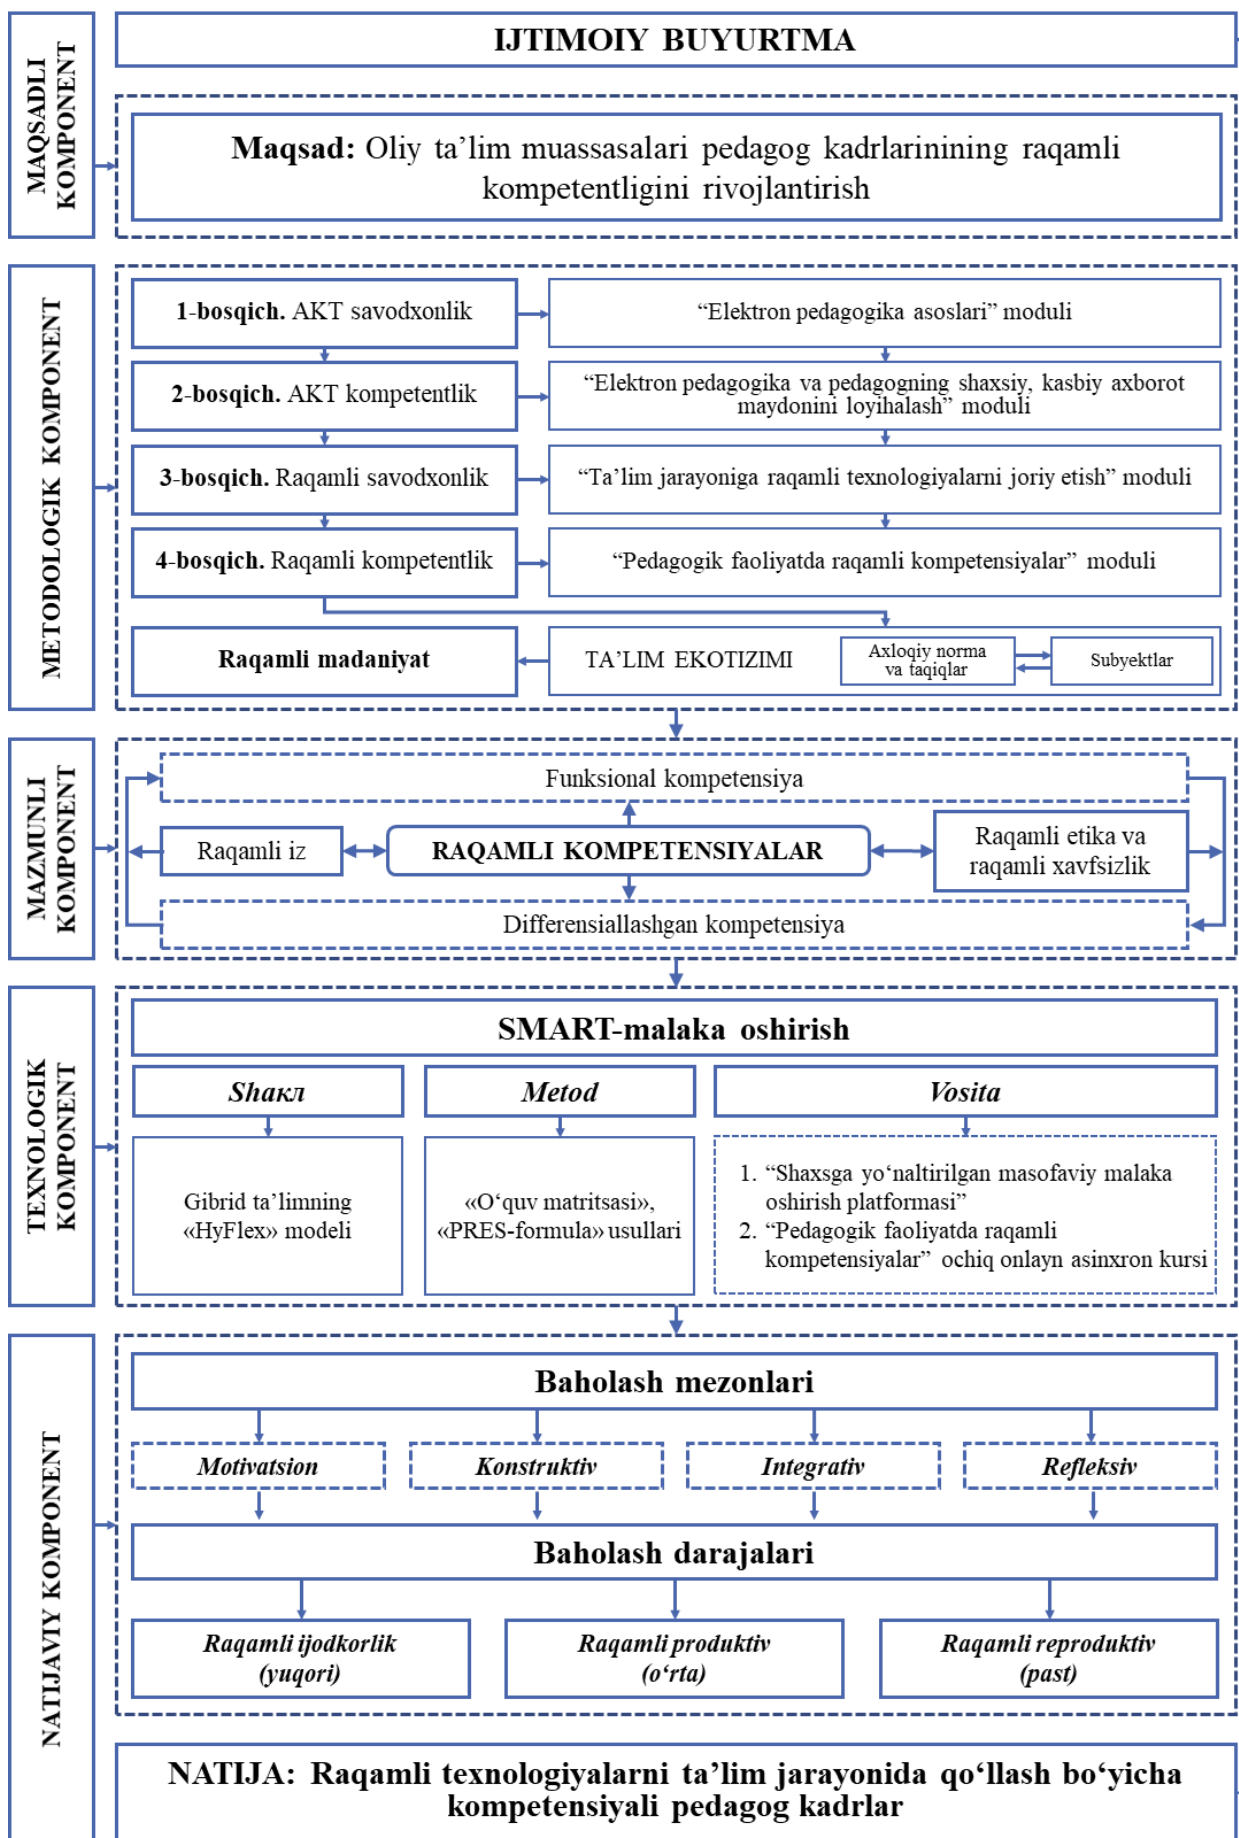 MAQSADLI
KOMPONENT
IJTIMOIY BUYURTMA
Maqsad: Oliy ta’lim muassasalari pedagog kadrlarinining raqamli
kompetentligini rivojlantirish
METODOLOGIK KOMPONENT
1-bosqich. AKT savodxonlik
“Elektron pedagogika asoslari” moduli
2-bosqich. AKT kompetentlik
“Elektron pedagogika va pedagogning shaxsiy, kasbiy axborot
maydonini loyihalash” moduli
3-bosqich. Raqamli savodxonlik
“Ta’lim jarayoniga raqamli texnologiyalarni joriy etish” moduli
4-bosqich. Raqamli kompetentlik
“Pedagogik faoliyatda raqamli kompetensiyalar” moduli
Raqamli madaniyat
TA’LIM EKOTIZIMI
Axloqiy norma
va taqiqlar
Subyektlar
MAZMUNLI
KOMPONENT
Funksional kompetensiya
Raqamli iz
RAQAMLI KOMPETENSIYALAR
Raqamli etika va
raqamli xavfsizlik
Differensiallashgan kompetensiya
TEXNOLOGIK
KOMPONENT
SMART-malaka oshirish
Shaкл
Metod
Vosita
Gibrid ta’limning
«HyFlex» modeli
«O‘quv matritsasi»,
«PRES-formula» usullari
1. “Shaxsga yo‘naltirilgan masofaviy malaka
oshirish platformasi”
2. “Pedagogik faoliyatda raqamli
kompetensiyalar” ochiq onlayn asinxron kursi
NATIJAVIY KOMPONENT
Baholash mezonlari
Motivatsion
Konstruktiv
Integrativ
Refleksiv
Baholash darajalari
Raqamli ijodkorlik
(yuqori)
Raqamli produktiv
(o‘rta)
Raqamli reproduktiv
(past)
NATIJA: Raqamli texnologiyalarni ta’lim jarayonida qo‘llash bo‘yicha
kompetensiyali pedagog kadrlar